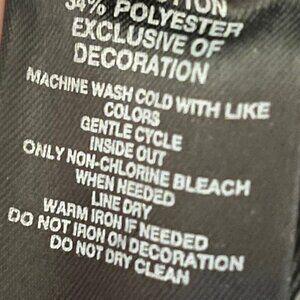 34% POLYESTER
EXCLUSIVE OF
DECORATION
MACHINE WASH COLD WITH LIKE
COLORS
GENTLE CYCLE
INSIDE OUT
ONLY NON-CHLORINE BLEACH
WHEN NEEDED
LINE DRY
WARM IRON IF NEEDED
DO NOT IRON ON DECORATION
DO NOT DRY CLEAN